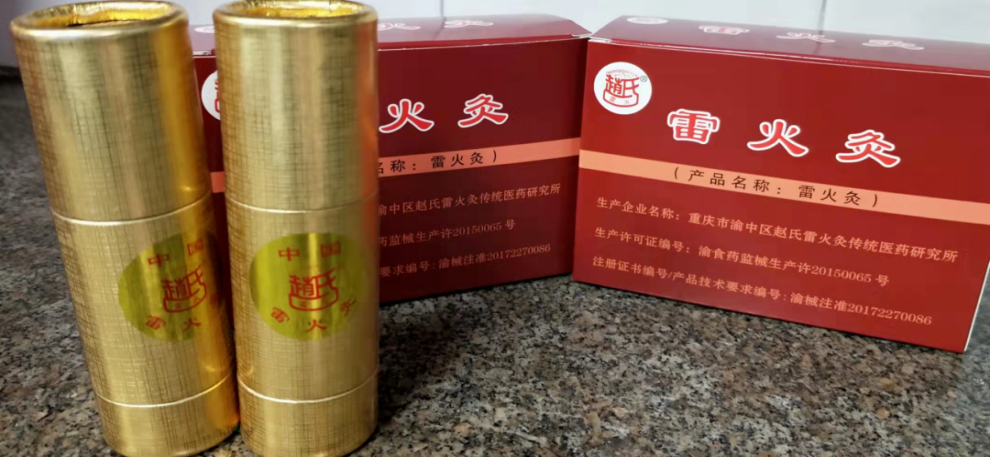 趙氏
雷火灸
(产品名称：雷火灸)
生产企业名称：重庆市渝中区赵氏雷火灸传统医药研究所
生产许可证编号：渝食药监械生产许20150065 号
注册证书编号/产品技术要求编号：渝械注准20172270086
火灸
名称：雷火灸)
渝中区赵氏雷火灸传统医药研究所
药监械生产许20150065 号
要求编号：渝械注准20172270086
中国
趙氏
雷火灸
中国
趙氏
雷火灸